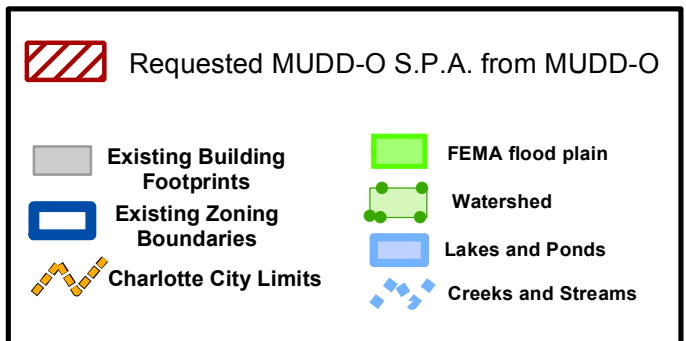 Requested MUDD-O S.P.A. from MUDD-O
Existing Building
Footprints
Existing Zoning
Boundaries
Charlotte City Limits
FEMA flood plain
Watershed
Lakes and Ponds
Creeks and Streams